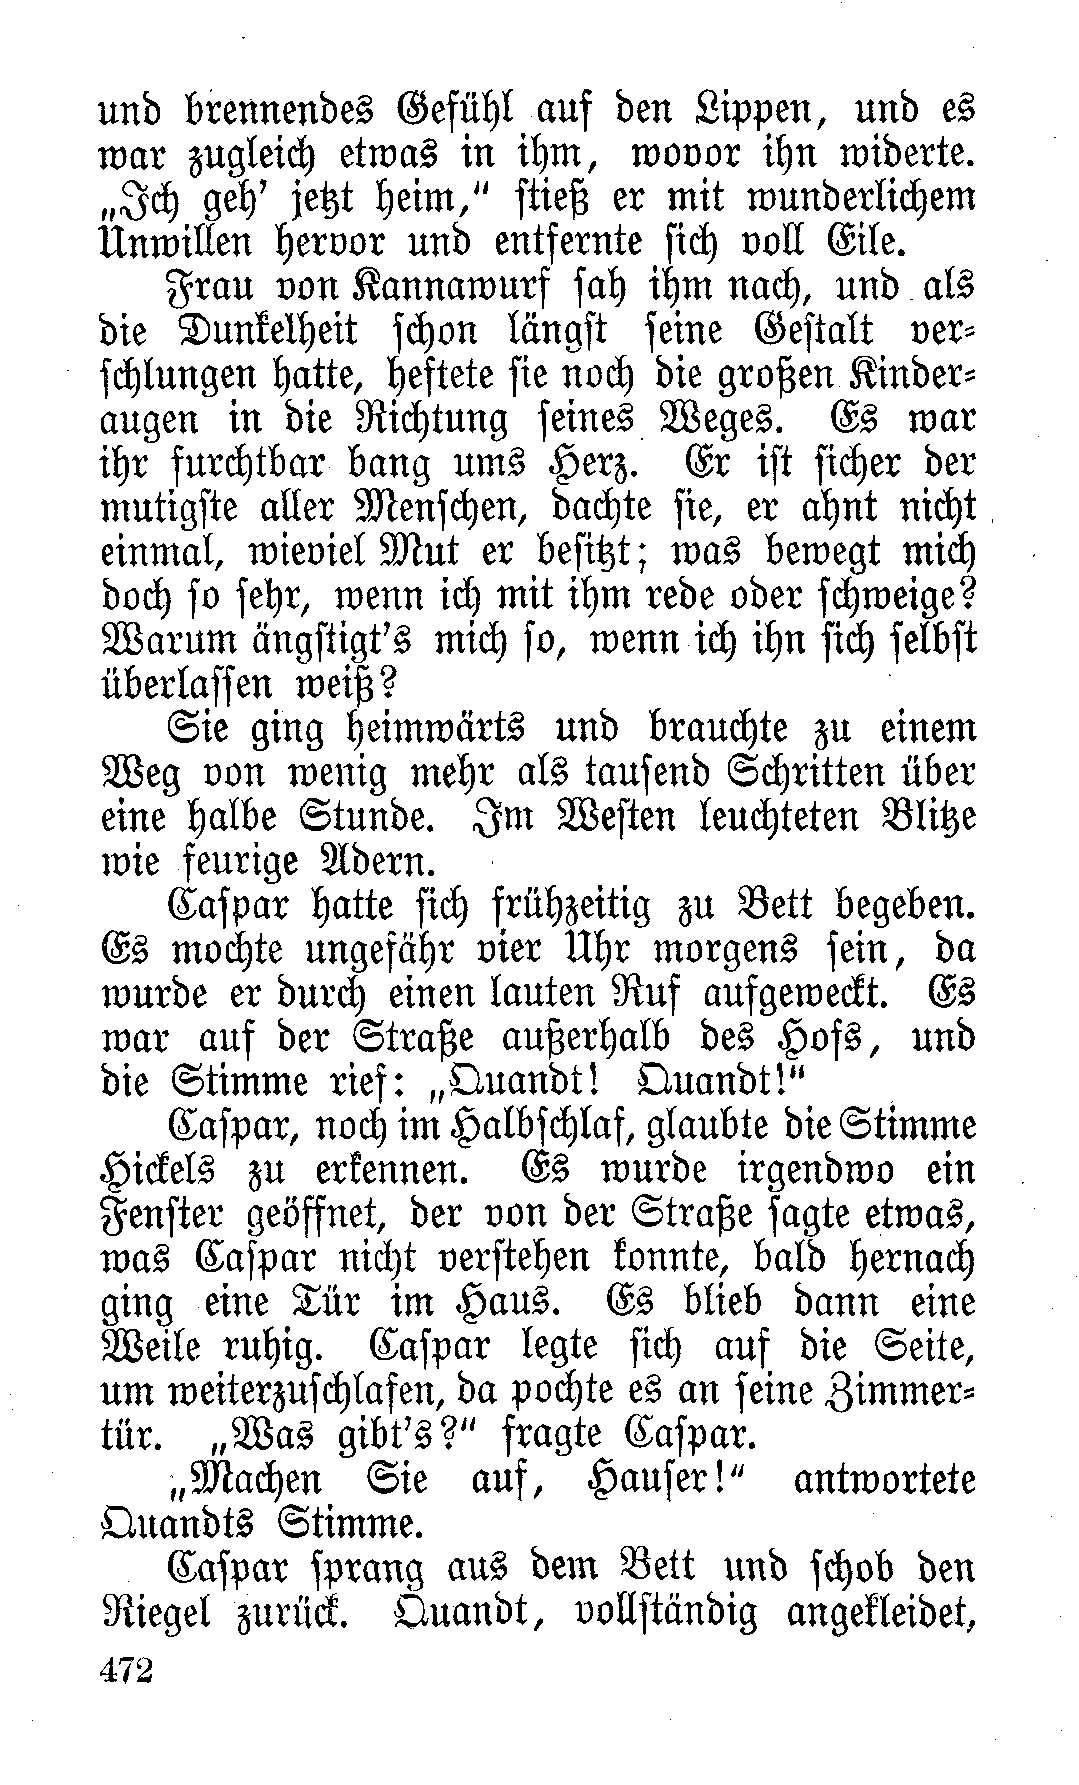 und brennendes Gefühl auf den Lippen, und es
war zugleich etwas in ihm, wovor ihn widerte.
„Ich geh’ jetzt heim,“ stieß er mit wunderlichem
Unwillen hervor und entfernte sich voll Eile.
Frau von Kannawurf sah ihm nach, und als
die Dunkelheit schon längst seine Gestalt ver-
schlungen hatte, heftete sie noch die großen Kinder-
augen in die Richtung seines Weges. Es war
ihr furchtbar bang ums Herz. Er ist sicher der
mutigste aller Menschen, dachte sie, er ahnt nicht
einmal, wieviel Mut er besitzt; was bewegt mich
doch so sehr, wenn ich mit ihm rede oder schweige?
Warum ängstigt’s mich so, wenn ich ihn sich selbst
überlassen weiß?
Sie ging heimwärts und brauchte zu einem
Weg von wenig mehr als tausend Schritten über
eine halbe Stunde. Im Westen leuchteten Blitze
wie feurige Adern.
Caspar hatte sich frühzeitig zu Bett begeben.
Es mochte ungefähr vier Uhr morgens sein, da
wurde er durch einen lauten Ruf aufgeweckt. Es
war auf der Straße außerhalb des Hofs, und
die Stimme rief: „Quandt! Quandt!“
Caspar, noch im Halbschlaf, glaubte die Stimme
Hickels zu erkennen. Es wurde irgendwo ein
Fenster geöffnet, der von der Straße sagte etwas,
was Caspar nicht verstehen konnte, bald hernach
ging eine Tür im Haus. Es blieb dann eine
Weile ruhig. Caspar legte sich auf die Seite,
um weiterzuschlafen, da pochte es an seine Zimmer-
tür. „Was gibt’s?“ fragte Caspar.
„Machen Sie auf, Hauser!“ antwortete
Quandts Stimme.
Caspar sprang aus dem Bett und schob den
Riegel zurück. Quandt, vollständig angekleidet,
472